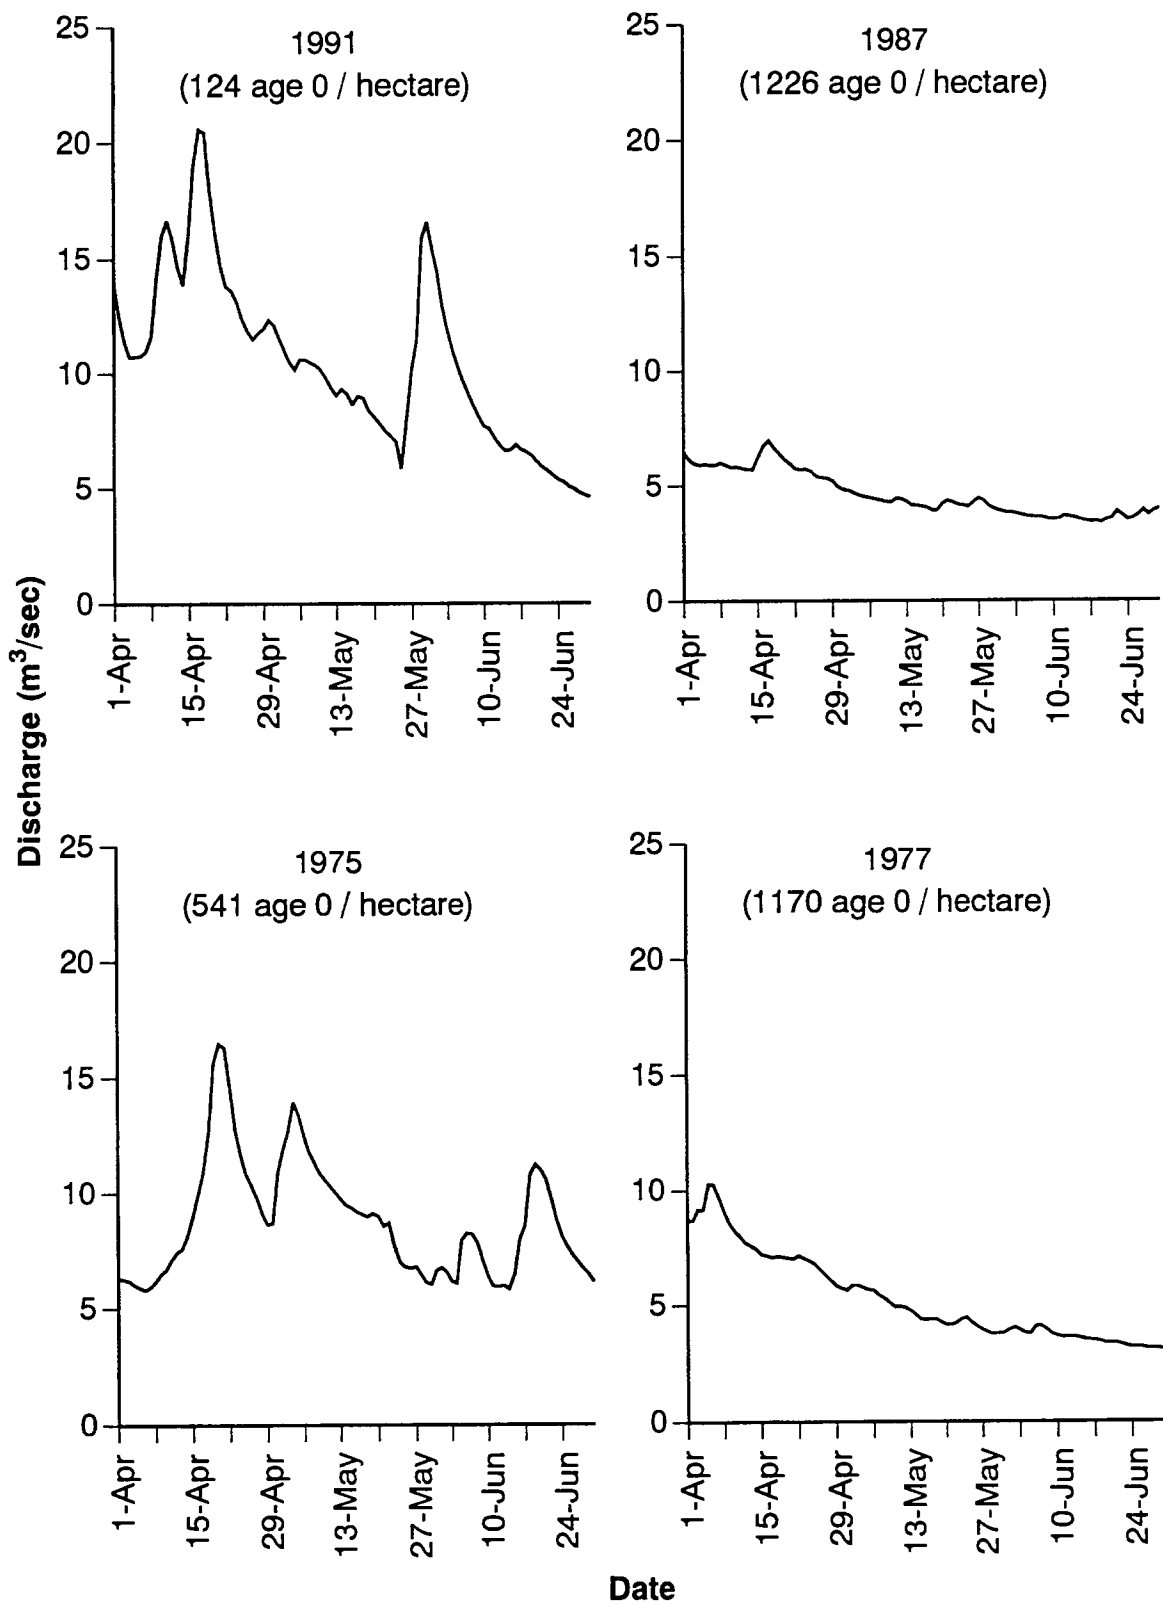 Discharge (m³/sec)
1991
(124 age 0 / hectare)
25
20
15
10
5
0
1-Apr
15-Apr
29-Apr
13-May
27-May
10-Jun
24-Jun
1987
(1226 age 0 / hectare)
25
20
15
10
5
0
1-Apr
15-Apr
29-Apr
13-May
27-May
10-Jun
24-Jun
1975
(541 age 0 / hectare)
25
20
15
10
5
0
1-Apr
15-Apr
29-Apr
13-May
27-May
10-Jun
24-Jun
1977
(1170 age 0 / hectare)
25
20
15
10
5
0
1-Apr
15-Apr
29-Apr
13-May
27-May
10-Jun
24-Jun
Date